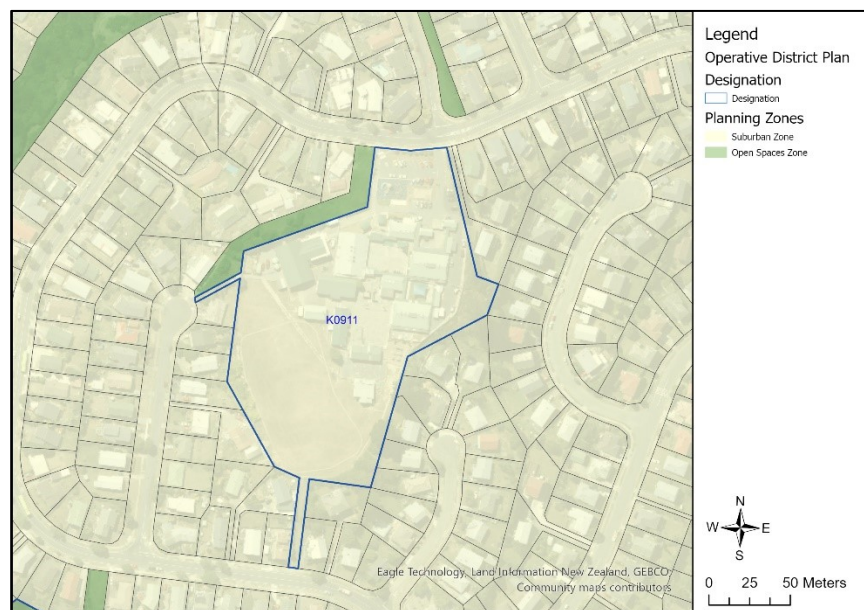 Legend
Operative District Plan
Designation
Designation
Planning Zones
Suburban Zone
Open Spaces Zone
K0911
N
W E
S
Eagle Technology, Land Information New Zealand, GEBCO,
Community maps contributors
0 25 50 Meters